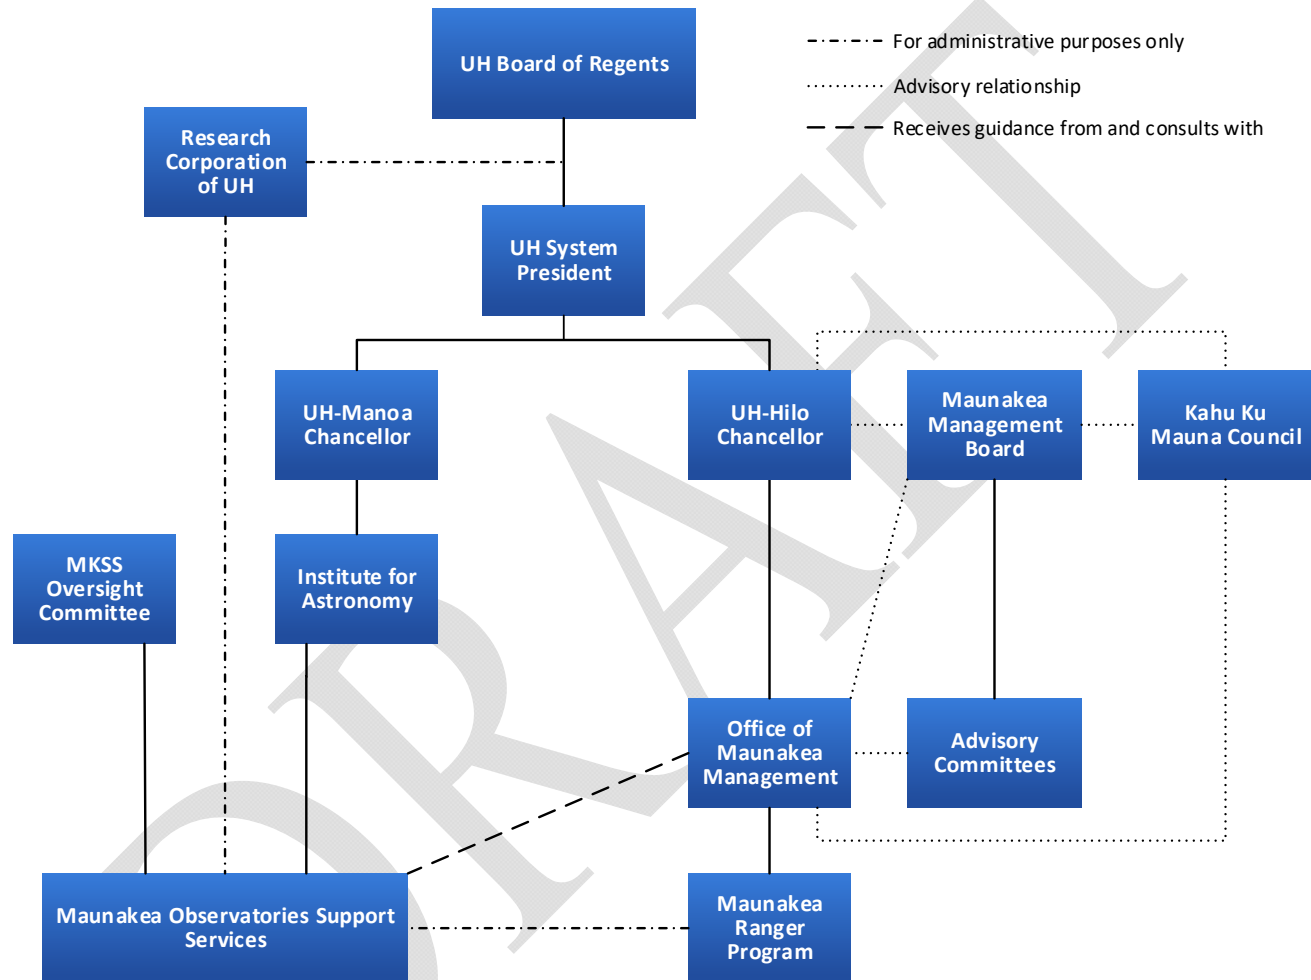 UH Board of Regents
For administrative purposes only
Advisory relationship
Receives guidance from and consults with
Research
Corporation
of UH
UH System
President
UH-Manoa
Chancellor
UH-Hilo
Chancellor
Maunakea
Management
Board
Kahu Ku
Mauna Council
MKSS
Oversight
Committee
Institute for
Astronomy
Office of
Maunakea
Management
Advisory
Committees
Maunakea Observatories Support
Services
Maunakea
Ranger
Program
DRAFT